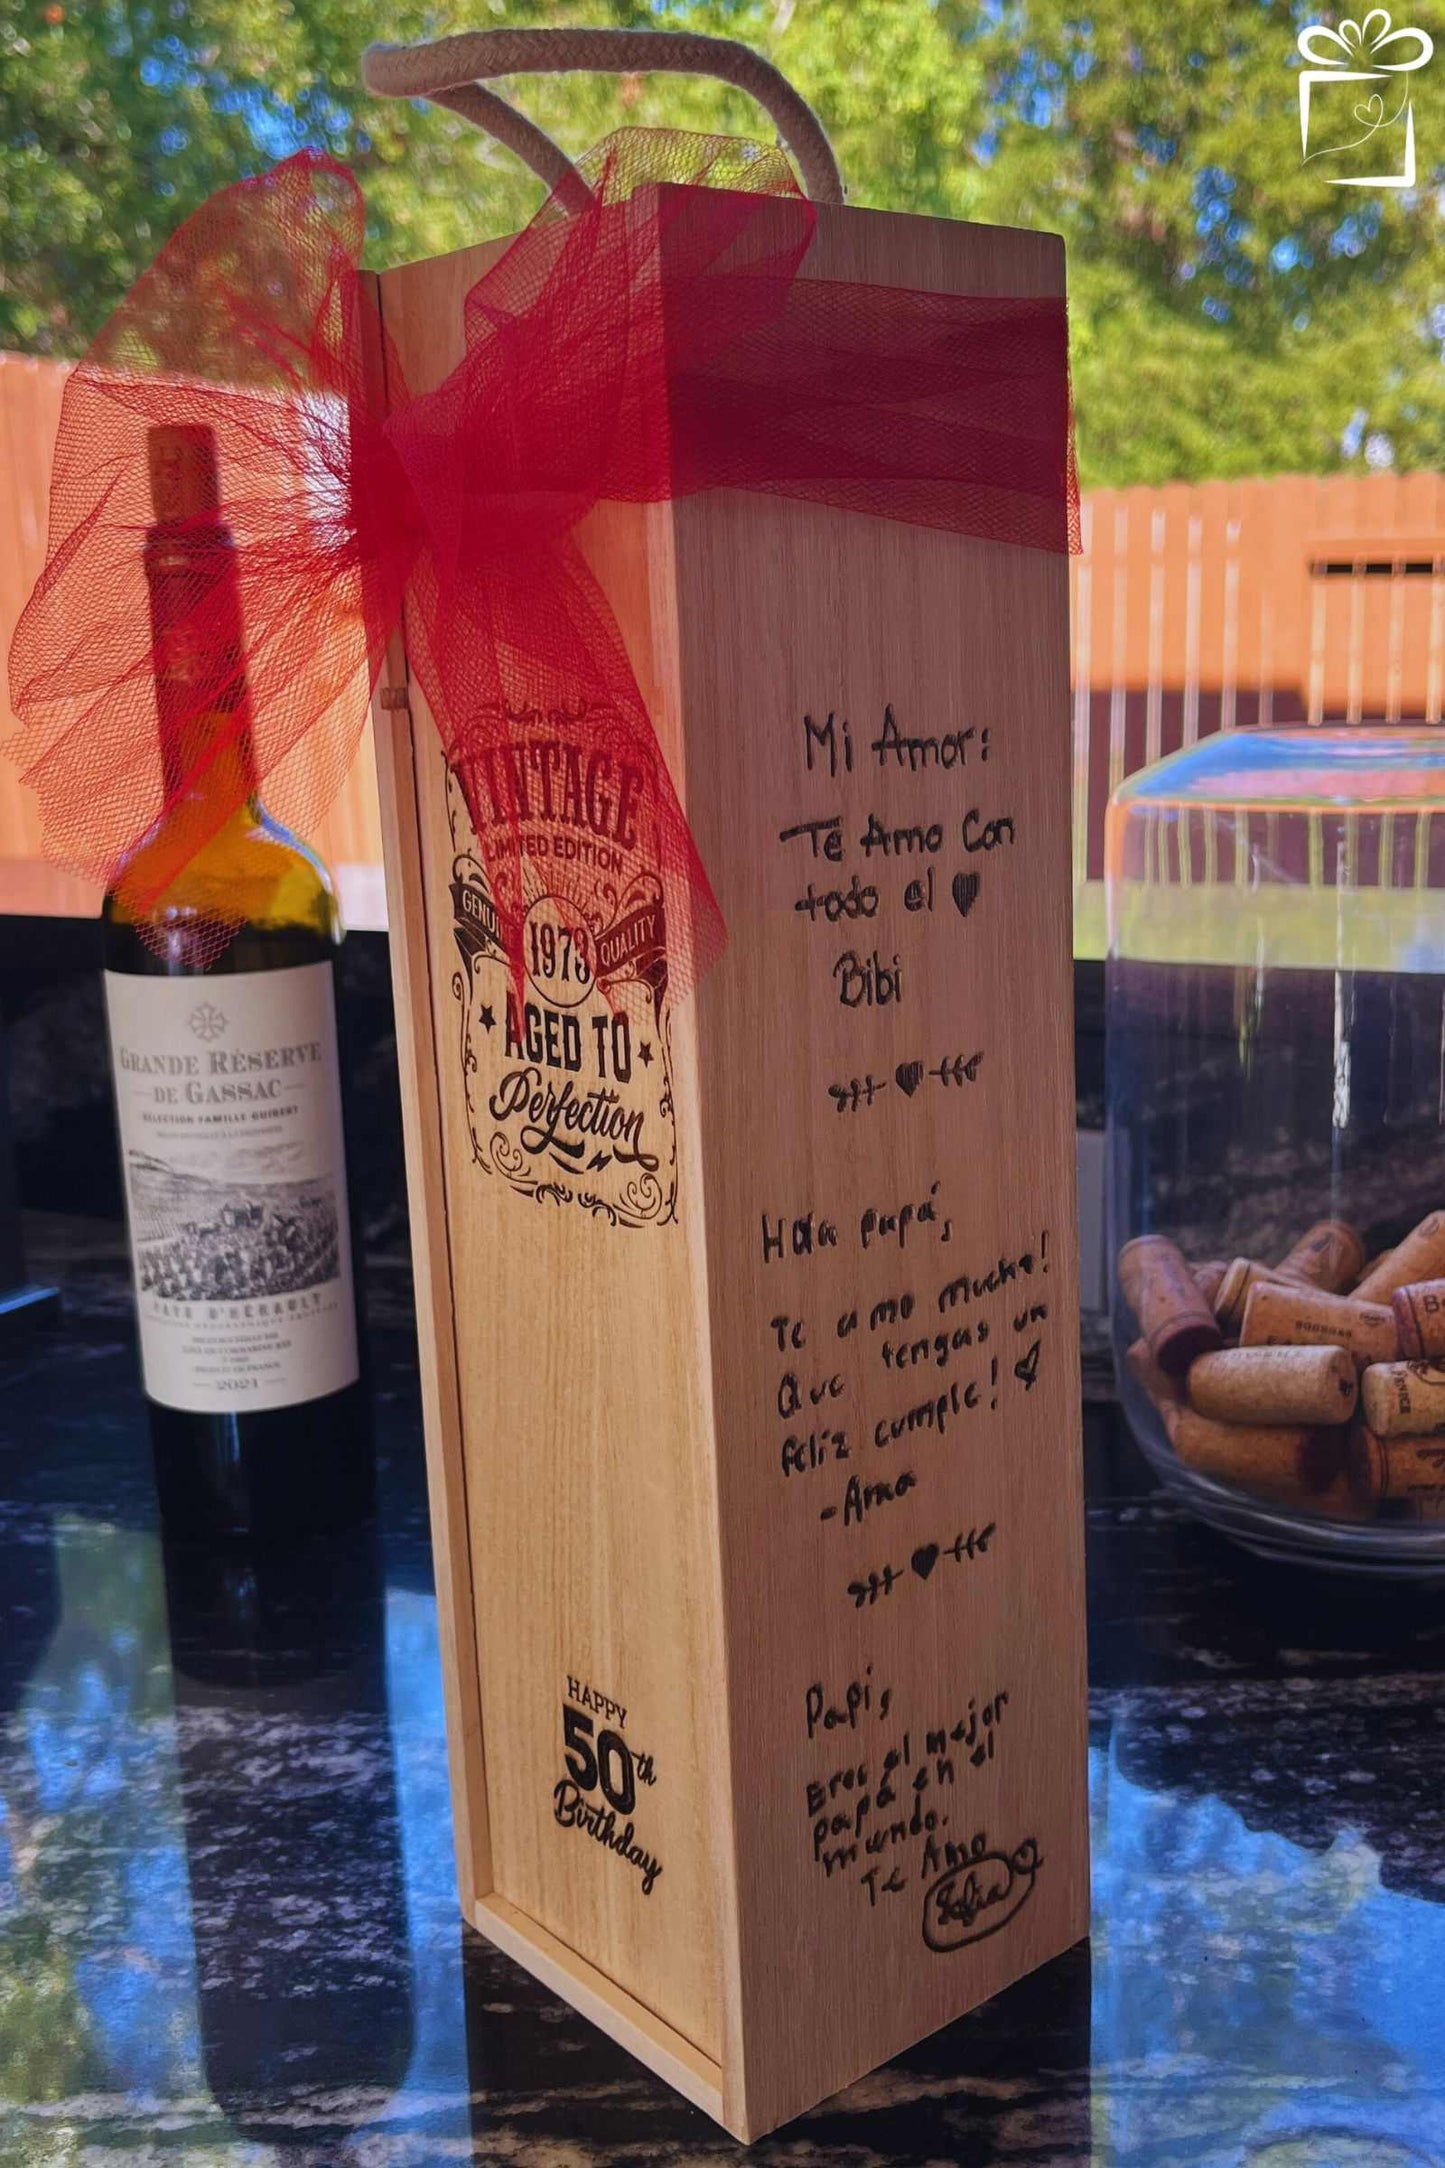 VINTAGE
LIMITED EDITION
1973
QUALITY
AGED TO
Perfection
HAPPY
50th
Birthday
Mi Amor:
Te Amo Con
todo el
Bibi
Hola papá,
Te amo mucho!
Que tengas un
feliz cumple!
Papi,
Eres el mejor
papá en el
mundo.
Te Amo
Sofia
GRANDE RÉSERVE
DE GASSAC
SÉLECTION FAMILLE GUIBERT
PAYS D'HÉRAULT
2021